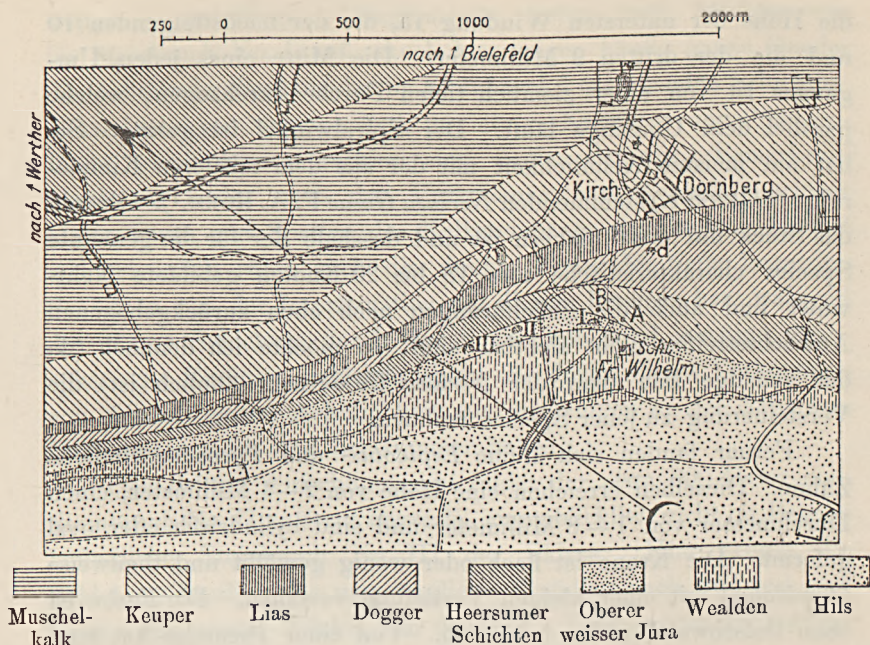 250 0 500 1000 2000 m
nach ↑ Bielefeld
nach ↑ Werther
Kirch
Dornberg
d
B
I
A
II
III
Scht.
Fr. Wilhelm
Muschel-
kalk
Keuper
Lias
Dogger
Heersumer
Schichten
Oberer
weisser Jura
Wealden
Hils